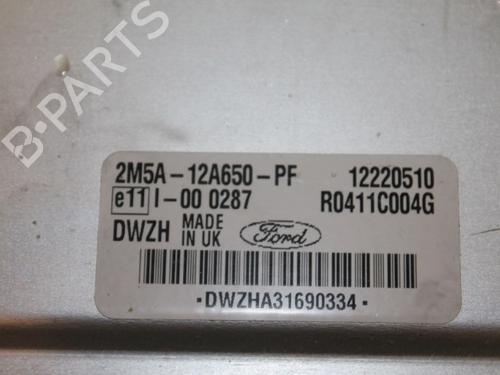 B-PARTS
2M5A-12A650-PF 12220510
e11 I-00 0287 R0411C004G
DWZH MADE IN UK Ford
·DWZHA31690334·